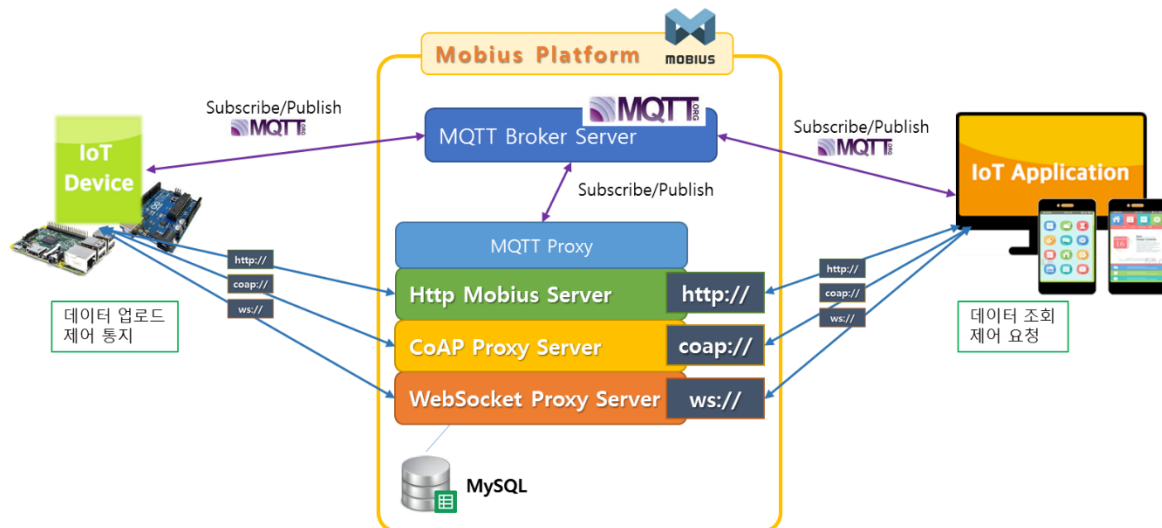 Mobius Platform
MOBIUS
Subscribe/Publish
MQTT.ORG
IoT
Device
MQTT.ORG
MQTT Broker Server
Subscribe/Publish
MQTT.ORG
IoT Application
Subscribe/Publish
MQTT Proxy
http://
coap://
ws://
Http Mobius Server
http://
CoAP Proxy Server
coap://
WebSocket Proxy Server
ws://
http://
coap://
ws://
데이터 업로드
제어 통지
데이터 조회
제어 요청
MySQL